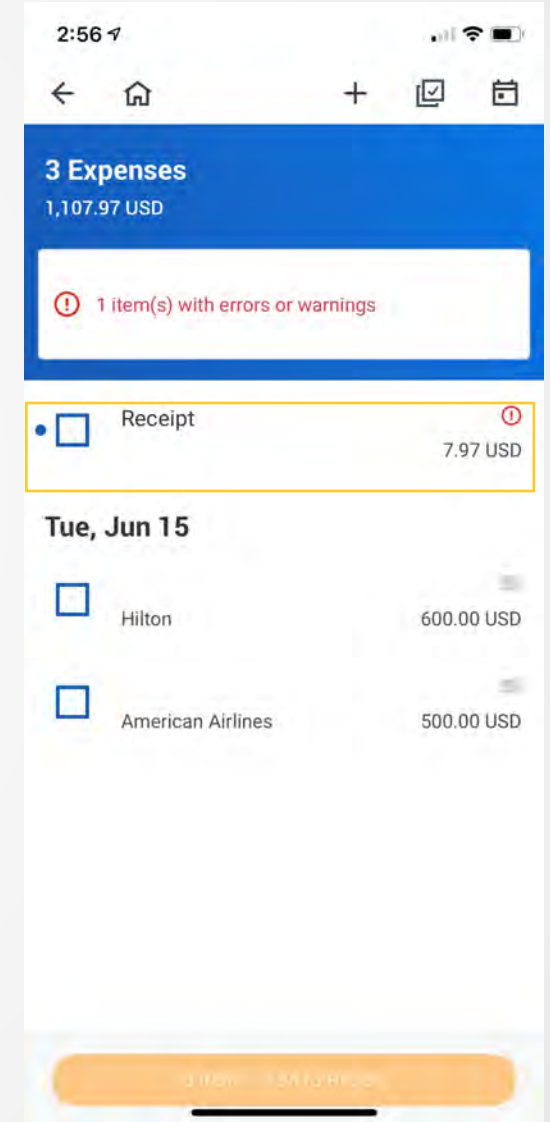 2:56
3 Expenses
1,107.97 USD
1 item(s) with errors or warnings
Receipt
7.97 USD
Tue, Jun 15
Hilton
600.00 USD
American Airlines
500.00 USD